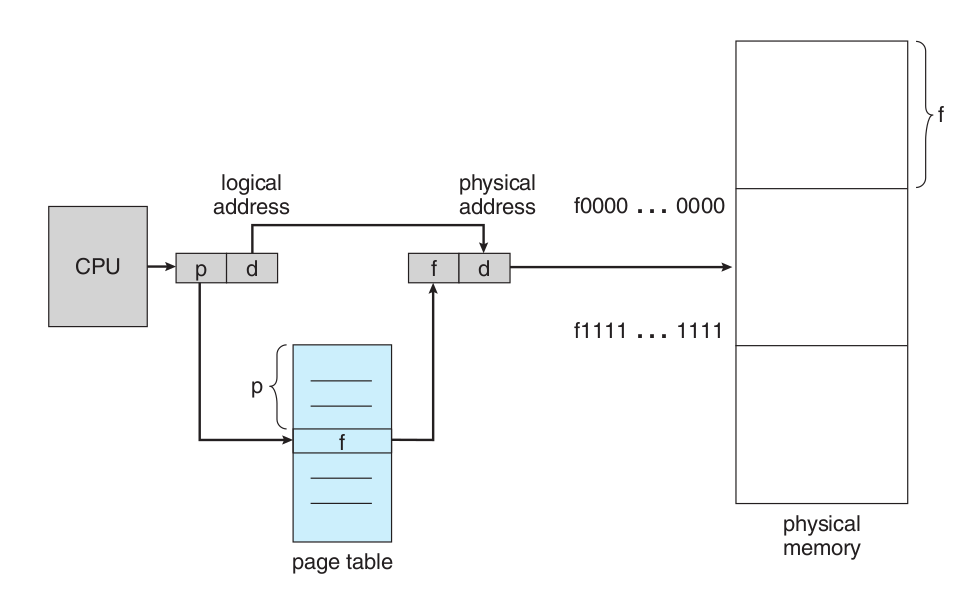 f
logical
address
physical
address
f0000 ... 0000
CPU
p
d
f
d
f1111 ... 1111
p
f
physical
memory
page table